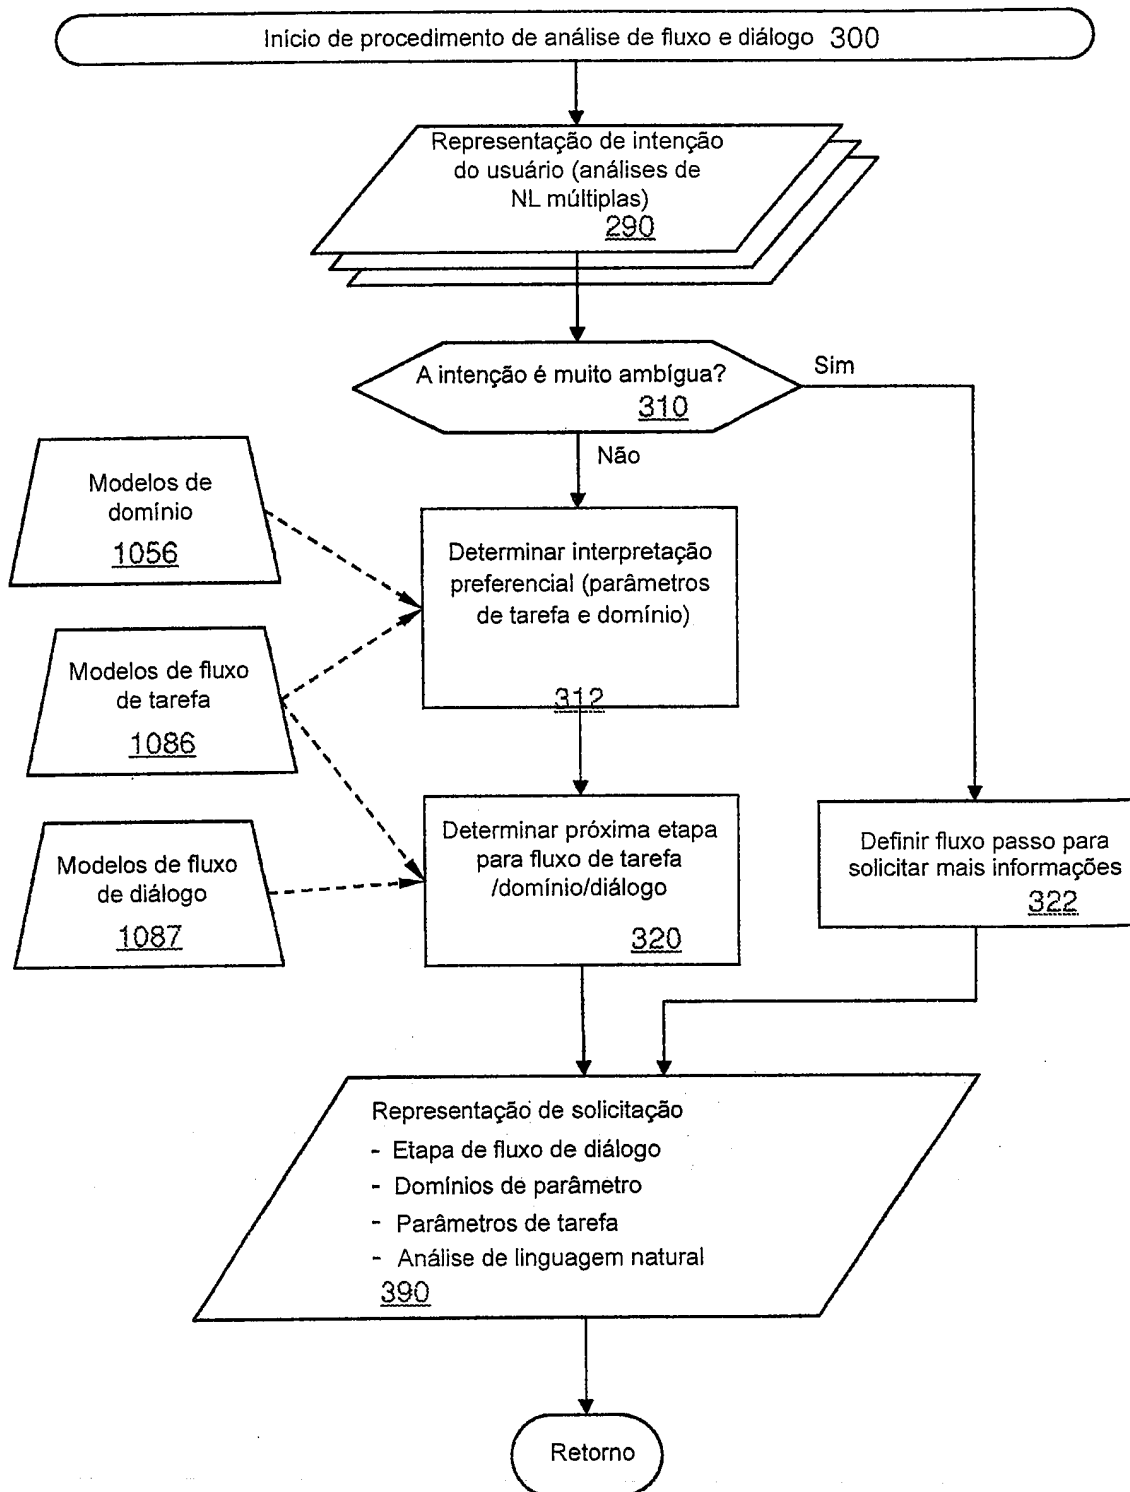 Início de procedimento de análise de fluxo e diálogo 300
Representação de intenção
do usuário (análises de
NL múltiplas)
290
A intenção é muito ambígua?
310
Sim
Não
Modelos de
domínio
1056
Determinar interpretação
preferencial (parâmetros
de tarefa e domínio)
312
Modelos de fluxo
de tarefa
1086
Determinar próxima etapa
para fluxo de tarefa
/domínio/diálogo
320
Definir fluxo passo para
solicitar mais informações
322
Modelos de fluxo
de diálogo
1087
Representação de solicitação
- Etapa de fluxo de diálogo
- Domínios de parâmetro
- Parâmetros de tarefa
- Análise de linguagem natural
390
Retorno